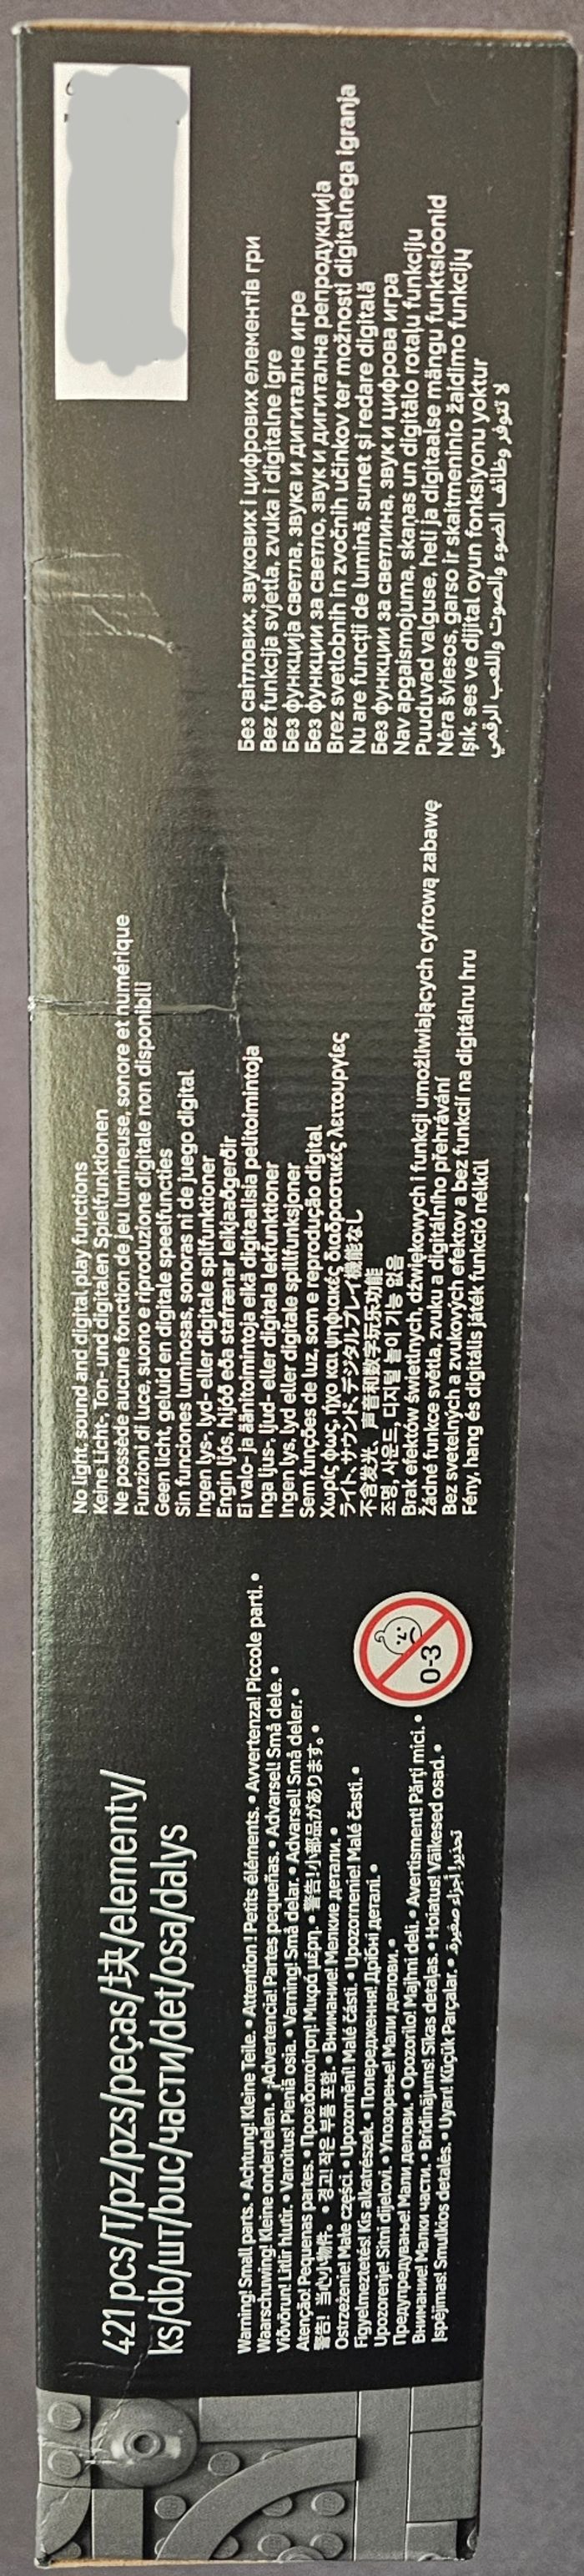 421 pcs/T/pz/pzs/peças/块/elementy/
ks/db/шт/buc/части/det/osa/dalys
Warning! Small parts. • Achtung! Kleine Teile. • Attention! Petits éléments. • Avvertenza! Piccole parti. •
Waarschuwing! Kleine onderdelen. • ¡Advertencia! Partes pequeñas. • Advarsel! Små dele. •
Viðvörun! Litlir hlutir. • Varoitus! Pieniä osia. • Varning! Små delar. • Advarsel! Små deler. •
Atenção! Pequenas partes. • Προειδοποίηση! Μικρά μέρη. • 警告!小部品があります。 •
警告! 当心小物件。 • 경고! 작은 부품 포함. • Внимание! Мелкие детали. •
Ostrzeżenie! Małe części. • Upozornění! Malé části. • Upozornenie! Malé časti. •
Figyelmeztetés! Kis alkatrészek. • Попередження! Дрібні деталі. •
Upozorenje! Sitni dijelovi. • Упозорење! Мали делови. •
Предупредување! Мали делови. • Opozorilo! Majhni deli. • Avertisment! Părți mici. •
Внимание! Малки части. • Brīdinājums! Sīkas detaļas. • Hoiatus! Väikesed osad. •
Įspėjimas! Smulkios detalės. • Uyarı! Küçük Parçalar. • تحذير! أجزاء صغيرة
0-3
No light, sound and digital play functions
Keine Licht-, Ton- und digitalen Spielfunktionen
Ne possède aucune fonction de jeu lumineuse, sonore et numérique
Funzioni di luce, suono e riproduzione digitale non disponibili
Geen licht, geluid en digitale speelfuncties
Sin funciones luminosas, sonoras ni de juego digital
Ingen lys-, lyd- eller digitale spilfunktioner
Engin ljós, hljóð eða stafrænar leikjaaðgerðir
Ei valo- ja äänitoimintoja eikä digitaalisia pelitoimintoja
Inga ljus-, ljud- eller digitala lekfunktioner
Ingen lys, lyd eller digitale spillfunksjoner
Sem funções de luz, som e reprodução digital
Χωρίς φως, ήχο και ψηφιακές διαδραστικές λειτουργίες
ライト、サウンド、デジタルプレイ機能なし
不含发光、声音和数字玩乐功能
조명, 사운드, 디지털 놀이 기능 없음
Brak efektów świetlnych, dźwiękowych i funkcji umożliwiających cyfrową zabawę
Žádné funkce světla, zvuku a digitálního přehrávání
Bez svetelných a zvukových efektov a bez funkcií na digitálnu hru
Fény, hang és digitális játék funkció nélkül
Без світлових, звукових і цифрових елементів гри
Bez funkcija svjetla, zvuka i digitalne igre
Без функција светла, звука и дигиталне игре
Без функции за светло, звук и дигитална репродукција
Brez svetlobnih in zvočnih učinkov ter možnosti digitalnega igranja
Nu are funcții de lumină, sunet și redare digitală
Без функции за светлина, звук и цифрова игра
Nav apgaismojuma, skaņas un digitālo rotaļu funkciju
Puuduvad valguse, heli ja digitaalse mängu funktsioonid
Nėra šviesos, garso ir skaitmeninio žaidimo funkcijų
Işık, ses ve dijital oyun fonksiyonu yoktur
لا تتوفر وظائف الضوء والصوت واللعب الرقمي